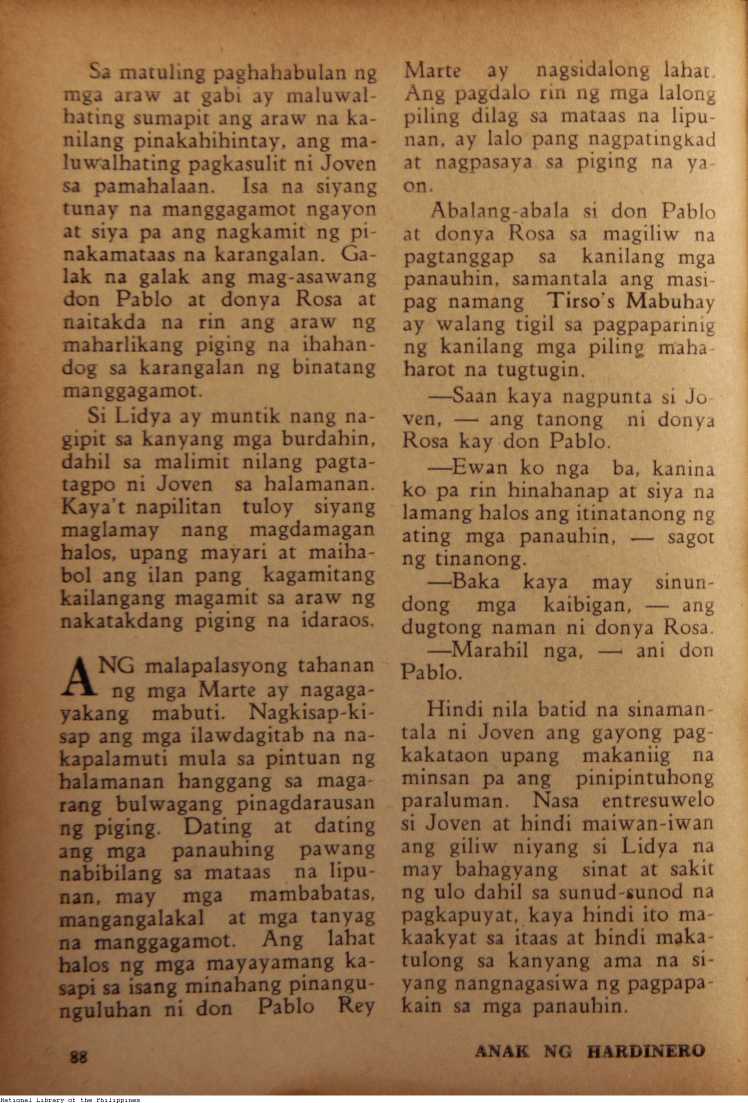 Sa matuling paghahabulan ng
mga araw at gabi ay maluwal-
hating sumapit ang araw na ka-
nilang pinakahihintay, ang ma-
luwalhating pagkasulit ni Joven
sa pamahalaan. Isa na siyang
tunay na manggagamot ngayon
at siya pa ang nagkamit ng pi-
nakamataas na karangalan. Ga-
lak na galak ang mag-asawang
don Pablo at donya Rosa at
naitakda na rin ang araw ng
maharlikang piging na ihahan-
dog sa karangalan ng binatang
manggagamot.
Si Lidya ay muntik nang na-
gipit sa kanyang mga burdahin,
dahil sa malimit nilang pagta-
tagpo ni Joven sa halamanan.
Kaya't napilitan tuloy siyang
maglamay nang magdamagan
halos, upang mayari at maiha-
bol ang ilan pang kagamitang
kailangang magamit sa araw ng
nakatakdang piging na idaraos.
ANG malapalasyong tahanan
ng mga Marte ay nagaga-
yakang mabuti. Nagkisap-ki-
sap ang mga ilawdagitab na na-
kapalamuti mula sa pintuan ng
halamanan hanggang sa maga-
rang bulwagang pinagdarausan
ng piging. Dating at dating
ang mga panauhing pawang
nabibilang sa mataas na lipu-
nan, may mga mambabatas,
mangangalakal at mga tanyag
na manggagamot. Ang lahat
halos ng mga mayayamang ka-
sapi sa isang minahang pinangu-
nguluhan ni don Pablo Rey
Marte ay nagsidalong lahat.
Ang pagdalo rin ng mga lalong
piling dilag sa mataas na lipu-
nan, ay lalo pang nagpatingkad
at nagpasaya sa piging na ya-
on.
Abalang-abala si don Pablo
at donya Rosa sa magiliw na
pagtanggap sa kanilang mga
panauhin, samantala ang masi-
pag namang Tirso's Mabuhay
ay walang tigil sa pagpaparinig
ng kanilang mga piling maha-
harot na tugtugin.
—Saan kaya nagpunta si Jo-
ven, — ang tanong ni donya
Rosa kay don Pablo.
—Ewan ko nga ba, kanina
ko pa rin hinahanap at siya na
lamang halos ang itinatanong ng
ating mga panauhin, — sagot
ng tinanong.
—Baka kaya may sinun-
dong mga kaibigan, — ang
dugtong naman ni donya Rosa.
—Marahil nga, — ani don
Pablo.
Hindi nila batid na sinaman-
tala ni Joven ang gayong pag-
kakataon upang makaniig na
minsan pa ang pinipintuhong
paraluman. Nasa entresuwelo
si Joven at hindi maiwan-iwan
ang giliw niyang si Lidya na
may bahagyang sinat at sakit
ng ulo dahil sa sunud-sunod na
pagkapuyat, kaya hindi ito ma-
kaakyat sa itaas at hindi maka-
tulong sa kanyang ama na si-
yang nangnagasiwa ng pagpapa-
kain sa mga panauhin.
88
ANAK NG HARDINERO
National Library of the Philippines